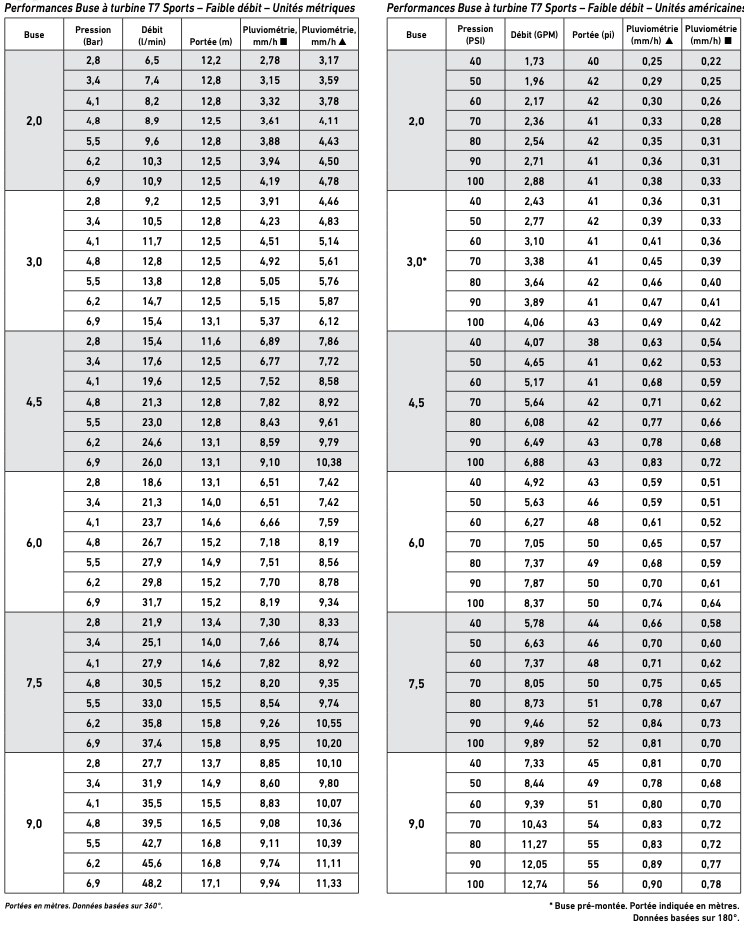 Performances Buse à turbine T7 Sports – Faible débit – Unités métriques
Buse Pression (Bar) Débit (l/min) Portée (m) Pluviométrie, mm/h ■ Pluviométrie, mm/h ▲
2,0
2,8 6,5 12,2 2,78 3,17
3,4 7,4 12,8 3,15 3,59
4,1 8,2 12,8 3,32 3,78
4,8 8,9 12,5 3,61 4,11
5,5 9,6 12,8 3,88 4,43
6,2 10,3 12,5 3,94 4,50
6,9 10,9 12,5 4,19 4,78
3,0
2,8 9,2 12,5 3,91 4,46
3,4 10,5 12,8 4,23 4,83
4,1 11,7 12,5 4,51 5,14
4,8 12,8 12,5 4,92 5,61
5,5 13,8 12,8 5,05 5,76
6,2 14,7 12,5 5,15 5,87
6,9 15,4 13,1 5,37 6,12
4,5
2,8 15,4 11,6 6,89 7,86
3,4 17,6 12,5 6,77 7,72
4,1 19,6 12,5 7,52 8,58
4,8 21,3 12,8 7,82 8,92
5,5 23,0 12,8 8,43 9,61
6,2 24,6 13,1 8,59 9,79
6,9 26,0 13,1 9,10 10,38
6,0
2,8 18,6 13,1 6,51 7,42
3,4 21,3 14,0 6,51 7,42
4,1 23,7 14,6 6,66 7,59
4,8 26,7 15,2 7,18 8,19
5,5 27,9 14,9 7,51 8,56
6,2 29,8 15,2 7,70 8,78
6,9 31,7 15,2 8,19 9,34
7,5
2,8 21,9 13,4 7,30 8,33
3,4 25,1 14,0 7,66 8,74
4,1 27,9 14,6 7,82 8,92
4,8 30,5 15,2 8,20 9,35
5,5 33,0 15,5 8,54 9,74
6,2 35,8 15,8 9,26 10,55
6,9 37,4 15,8 8,95 10,20
9,0
2,8 27,7 13,7 8,85 10,10
3,4 31,9 14,9 8,60 9,80
4,1 35,5 15,5 8,83 10,07
4,8 39,5 16,5 9,08 10,36
5,5 42,7 16,8 9,11 10,39
6,2 45,6 16,8 9,74 11,11
6,9 48,2 17,1 9,94 11,33
Portées en mètres. Données basées sur 360°.
Performances Buse à turbine T7 Sports – Faible débit – Unités américaines
Buse Pression (PSI) Débit (GPM) Portée (pi) Pluviométrie (mm/h) ▲ Pluviométrie (mm/h) ■
2,0
40 1,73 40 0,25 0,22
50 1,96 42 0,29 0,25
60 2,17 42 0,30 0,26
70 2,36 41 0,33 0,28
80 2,54 42 0,35 0,31
90 2,71 41 0,36 0,31
100 2,88 41 0,38 0,33
3,0*
40 2,43 41 0,36 0,31
50 2,77 42 0,39 0,33
60 3,10 41 0,41 0,36
70 3,38 41 0,45 0,39
80 3,64 42 0,46 0,40
90 3,89 41 0,47 0,41
100 4,06 43 0,49 0,42
4,5
40 4,07 38 0,63 0,54
50 4,65 41 0,62 0,53
60 5,17 41 0,68 0,59
70 5,64 42 0,71 0,62
80 6,08 42 0,77 0,66
90 6,49 43 0,78 0,68
100 6,88 43 0,83 0,72
6,0
40 4,92 43 0,59 0,51
50 5,63 46 0,59 0,51
60 6,27 48 0,61 0,52
70 7,05 50 0,65 0,57
80 7,37 49 0,68 0,59
90 7,87 50 0,70 0,61
100 8,37 50 0,74 0,64
7,5
40 5,78 44 0,66 0,58
50 6,63 46 0,70 0,60
60 7,37 48 0,71 0,62
70 8,05 50 0,75 0,65
80 8,73 51 0,78 0,67
90 9,46 52 0,84 0,73
100 9,89 52 0,81 0,70
9,0
40 7,33 45 0,81 0,70
50 8,44 49 0,78 0,68
60 9,39 51 0,80 0,70
70 10,43 54 0,83 0,72
80 11,27 55 0,83 0,72
90 12,05 55 0,89 0,77
100 12,74 56 0,90 0,78
* Buse pré-montée. Portée indiquée en mètres.
Données basées sur 180°.